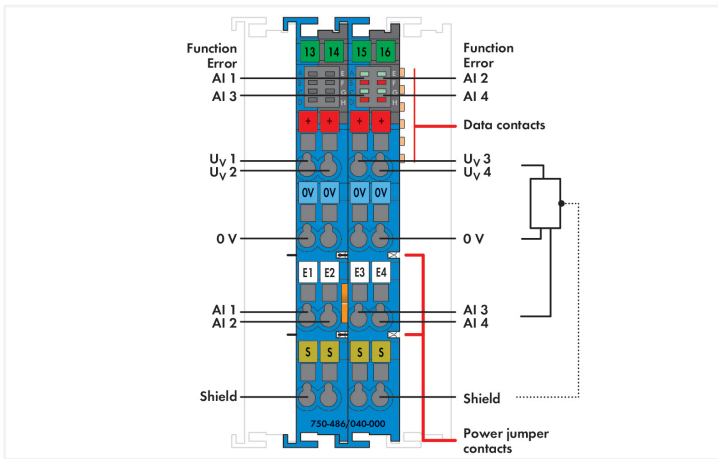 Function
Error
AI 1
AI 3
13 14 15 16
Function
Error
AI 2
AI 4
E
F
G
H
E
F
G
H
+ + + +
Data contacts
UV 1
UV 2
UV 3
UV 4
0V 0V 0V 0V
0 V
0 V
E1 E2 E3 E4
AI 1
AI 2
AI 3
AI 4
S S S S
Shield
Shield
750-486/040-000
Power jumper
contacts